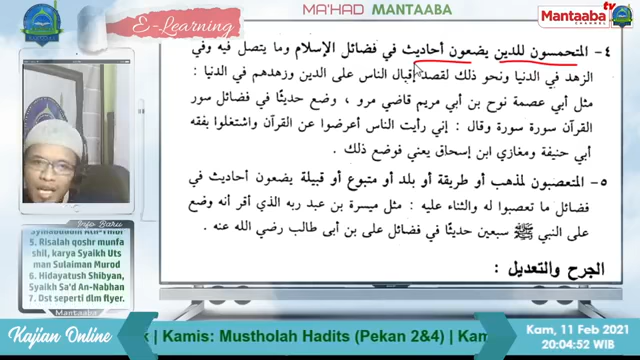 E-Learning
MA'HAD MANTAABA
Mantaaba tv
٤- المتحمسون للدين يضعون أحاديث في فضائل الإسلام وما يتصل فيه وفي
الزهد في الدنيا ونحو ذلك لقصد إقبال الناس على الدين وزهدهم في الدنيا :
مثل أبي عصمة نوح بن أبي مريم قاضي مرو ، وضع حديثًا في فضائل سور
القرآن سورة سورة وقال : إني رأيت الناس أعرضوا عن القرآن واشتغلوا بفقه
أبي حنيفة ومغازي ابن إسحاق يعني فوضع ذلك .
٥- المتعصبون لمذهب أو طريقة أو بلد أو متبوع أو قبيلة يضعون أحاديث في
فضائل ما تعصبوا له والثناء عليه : مثل ميسرة بن عبد ربه الذي أقر أنه وضع
على النبي ﷺ سبعين حديثًا في فضائل على بن أبى طالب رضي الله عنه .
الجرح والتعديل :
Info Baru
5. Risalah qoshr munfa
shil, karya Syaikh Uts
man Sulaiman Murod
6. Hidayatush Shibyan,
Syaikh Sa'd An-Nabhan
7. Dst seperti dlm flyer.
Mantaaba
Kajian Online
k | Kamis: Mustholah Hadits (Pekan 2&4) | Kam
Kam, 11 Feb 2021
20:04:52 WIB